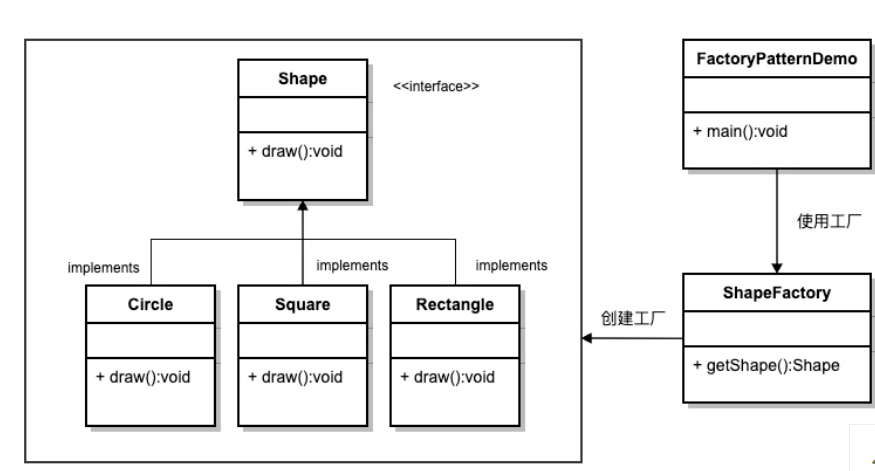 Shape
<<interface>>
+ draw():void
implements
implements
implements
Circle
+ draw():void
Square
+ draw():void
Rectangle
+ draw():void
FactoryPatternDemo
+ main():void
使用工厂
ShapeFactory
+ getShape():Shape
创建工厂